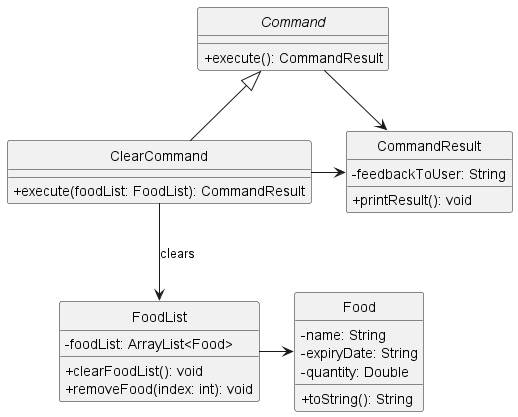 Command
+execute(): CommandResult
ClearCommand
+execute(foodList: FoodList): CommandResult
CommandResult
-feedbackToUser: String
+printResult(): void
clears
FoodList
-foodList: ArrayList<Food>
+clearFoodList(): void
+removeFood(index: int): void
Food
-name: String
-expiryDate: String
-quantity: Double
+toString(): String